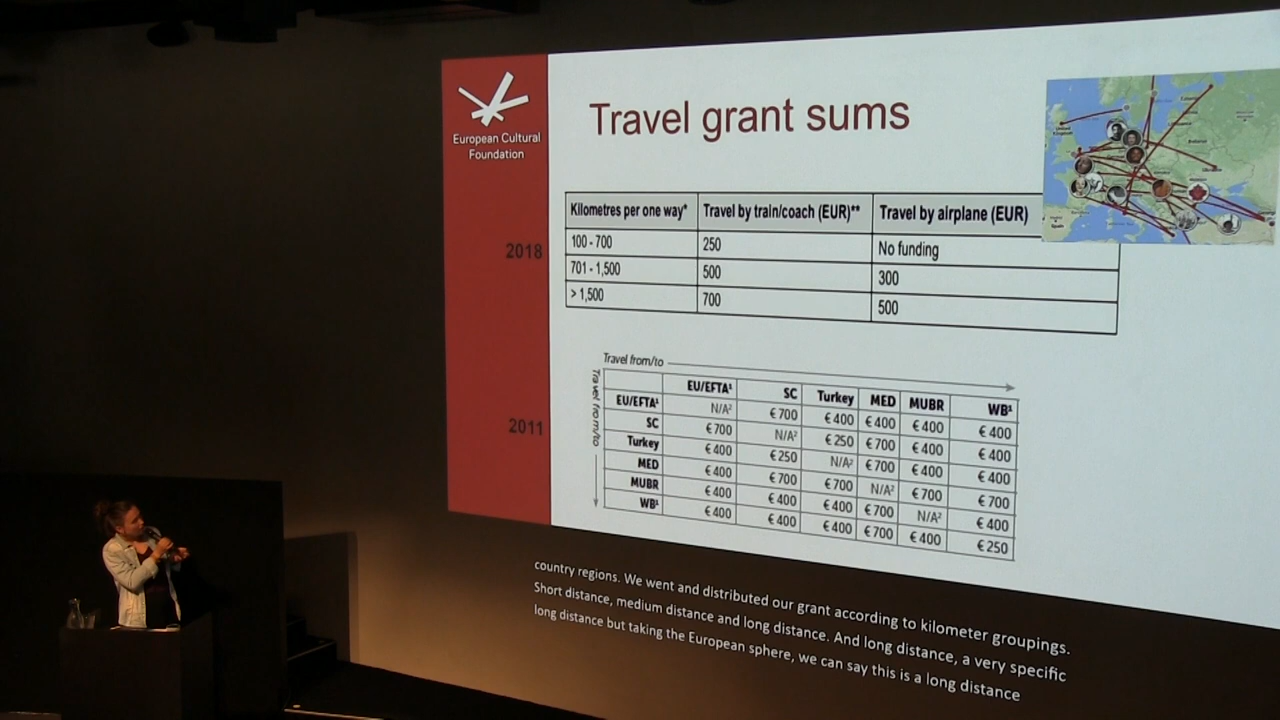 European Cultural
Foundation
Travel grant sums
Kilometres per one way* Travel by train/coach (EUR)** Travel by airplane (EUR)
2018
100 - 700 250 No funding
701 - 1,500 500 300
> 1,500 700 500
Travel from/to
Travel from/to
EU/EFTA¹ SC Turkey MED MUBR WB¹
EU/EFTA¹ N/A² € 700 € 400 € 400 € 400 € 400
2011
SC € 700 N/A² € 250 € 700 € 400 € 400
Turkey € 400 € 250 N/A² € 700 € 400 € 400
MED € 400 € 700 € 700 N/A² € 700 € 700
MUBR € 400 € 400 € 400 € 700 N/A² € 400
WB¹ € 400 € 400 € 400 € 700 € 400 € 250
country regions. We went and distributed our grant according to kilometer groupings.
Short distance, medium distance and long distance. And long distance, a very specific
long distance but taking the European sphere, we can say this is a long distance